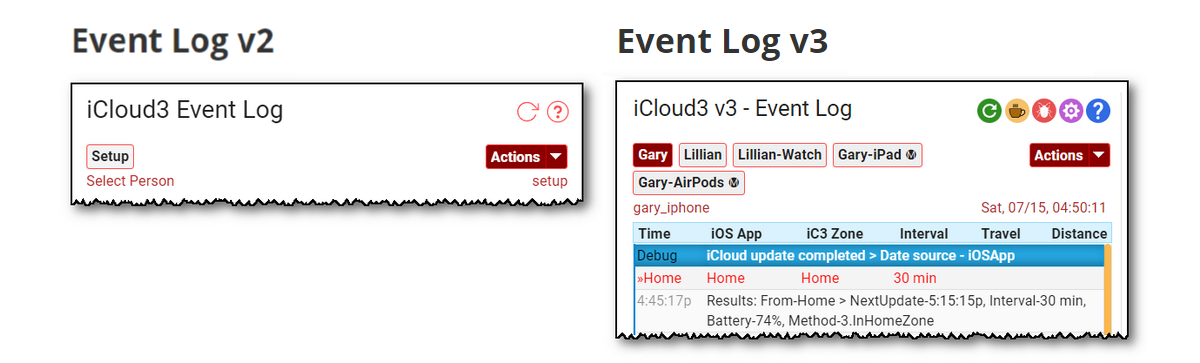 Event Log v2
iCloud3 Event Log
?
Setup
Actions
Select Person
setup
Event Log v3
iCloud3 v3 - Event Log
?
Gary
Lillian
Lillian-Watch
Gary-iPad Ⓜ
Actions
Gary-AirPods Ⓜ
gary_iphone
Sat, 07/15, 04:50:11
Time iOS App iC3 Zone Interval Travel Distance
Debug iCloud update completed > Date source - iOSApp
»Home Home Home 30 min
4:45:17p Results: From-Home > NextUpdate-5:15:15p, Interval-30 min,
Battery-74%, Method-3.InHomeZone